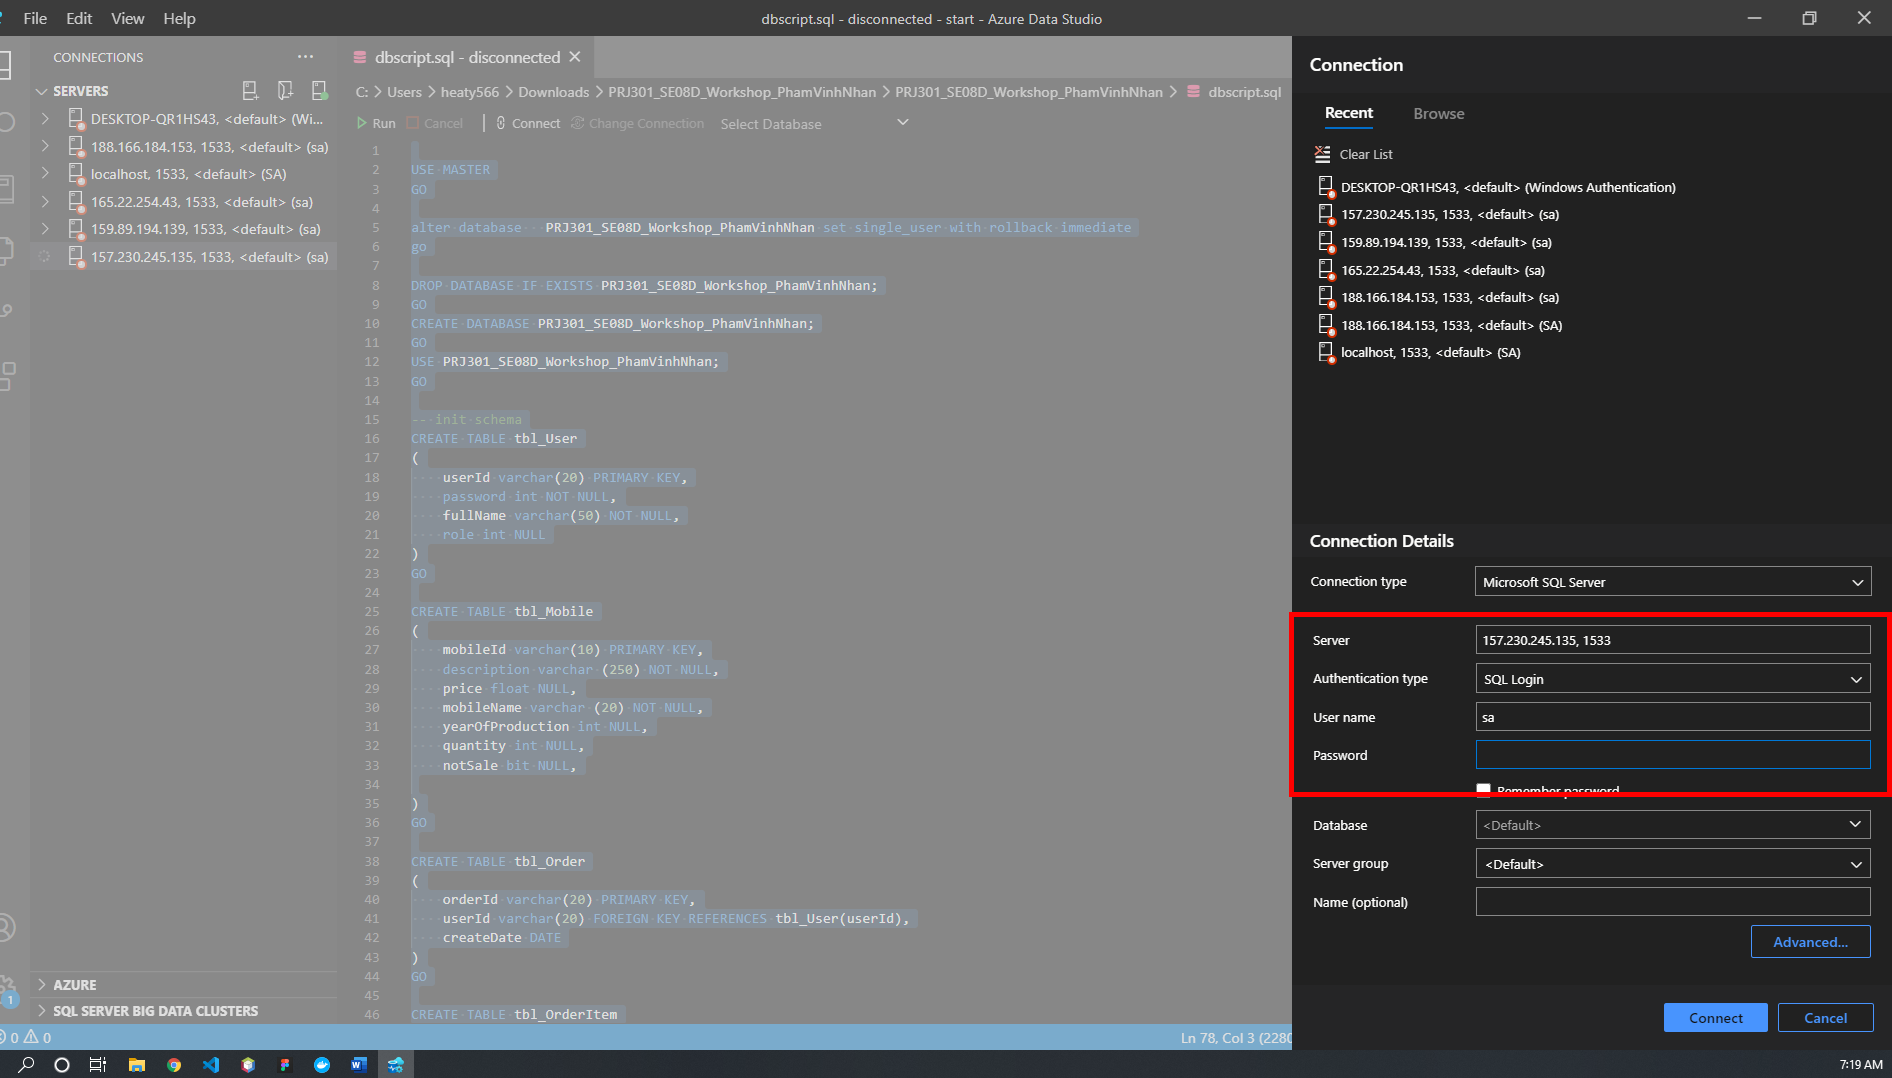 File Edit View Help
dbscript.sql - disconnected - start - Azure Data Studio
CONNECTIONS
SERVERS
DESKTOP-QR1HS43, <default> (Wi...
188.166.184.153, 1533, <default> (sa)
localhost, 1533, <default> (SA)
165.22.254.43, 1533, <default> (sa)
159.89.194.139, 1533, <default> (sa)
157.230.245.135, 1533, <default> (sa)
AZURE
SQL SERVER BIG DATA CLUSTERS
dbscript.sql - disconnected
C: > Users > heaty566 > Downloads > PRJ301_SE08D_Workshop_PhamVinhNhan > PRJ301_SE08D_Workshop_PhamVinhNhan > dbscript.sql
Run Cancel Connect Change Connection Select Database
1
2 USE MASTER
3 GO
4
5 alter database PRJ301_SE08D_Workshop_PhamVinhNhan set single_user with rollback immediate
6 go
7
8 DROP DATABASE IF EXISTS PRJ301_SE08D_Workshop_PhamVinhNhan;
9 GO
10 CREATE DATABASE PRJ301_SE08D_Workshop_PhamVinhNhan;
11 GO
12 USE PRJ301_SE08D_Workshop_PhamVinhNhan;
13 GO
14
15 -- init schema
16 CREATE TABLE tbl_User
17 (
18 userId varchar(20) PRIMARY KEY,
19 password int NOT NULL,
20 fullName varchar(50) NOT NULL,
21 role int NULL
22 )
23 GO
24
25 CREATE TABLE tbl_Mobile
26 (
27 mobileId varchar(10) PRIMARY KEY,
28 description varchar (250) NOT NULL,
29 price float NULL,
30 mobileName varchar (20) NOT NULL,
31 yearOfProduction int NULL,
32 quantity int NULL,
33 notSale bit NULL,
34
35 )
36 GO
37
38 CREATE TABLE tbl_Order
39 (
40 orderId varchar(20) PRIMARY KEY,
41 userId varchar(20) FOREIGN KEY REFERENCES tbl_User(userId),
42 createDate DATE
43 )
44 GO
45
46 CREATE TABLE tbl_OrderItem
Connection
Recent Browse
Clear List
DESKTOP-QR1HS43, <default> (Windows Authentication)
157.230.245.135, 1533, <default> (sa)
159.89.194.139, 1533, <default> (sa)
165.22.254.43, 1533, <default> (sa)
188.166.184.153, 1533, <default> (sa)
188.166.184.153, 1533, <default> (SA)
localhost, 1533, <default> (SA)
Connection Details
Connection type Microsoft SQL Server
Server 157.230.245.135, 1533
Authentication type SQL Login
User name sa
Password
Remember password
Database <Default>
Server group <Default>
Name (optional)
Advanced...
Connect Cancel
1
0 0
Ln 78, Col 3 (2280
7:19 AM